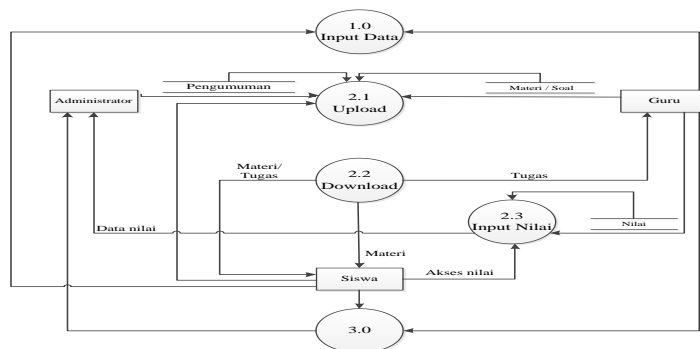 1.0
Input Data
Pengumuman
Materi / Soal
Administrator
2.1
Upload
Guru
Materi/
Tugas
2.2
Download
Tugas
2.3
Input Nilai
Nilai
Data nilai
Materi
Siswa
Akses nilai
3.0